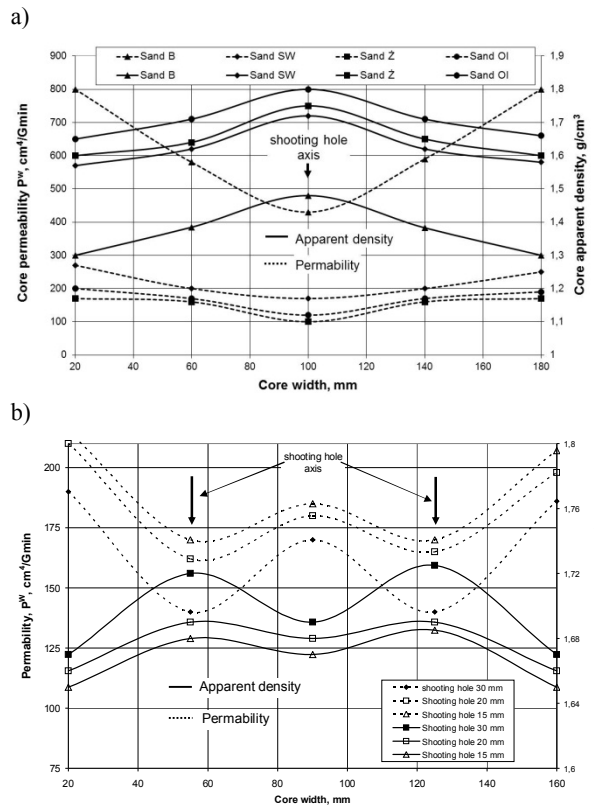 a)
Sand B Sand SW Sand Ż Sand Ol
Sand B Sand SW Sand Ż Sand Ol
Core permeability Pʷ, cm⁴/Gmin
900
800
700
600
500
400
300
200
100
0
shooting hole
axis
Apparent density
Permability
1,9
1,8
1,7
1,6
1,5
1,4
1,3
1,2
1,1
1
Core apparent density, g/cm³
20 40 60 80 100 120 140 160 180
Core width, mm
b)
Permability, Pᵂ, cm⁴/Gmin
200
175
150
125
100
75
shooting hole
axis
Apparent density
Permability
shooting hole 30 mm
Shooting hole 20 mm
Shooting hole 15 mm
Shooting hole 30 mm
Shooting hole 20 mm
Shooting hole 15 mm
1,8
1,76
1,72
1,68
1,64
1,6
20 40 60 80 100 120 140 160
Core width, mm